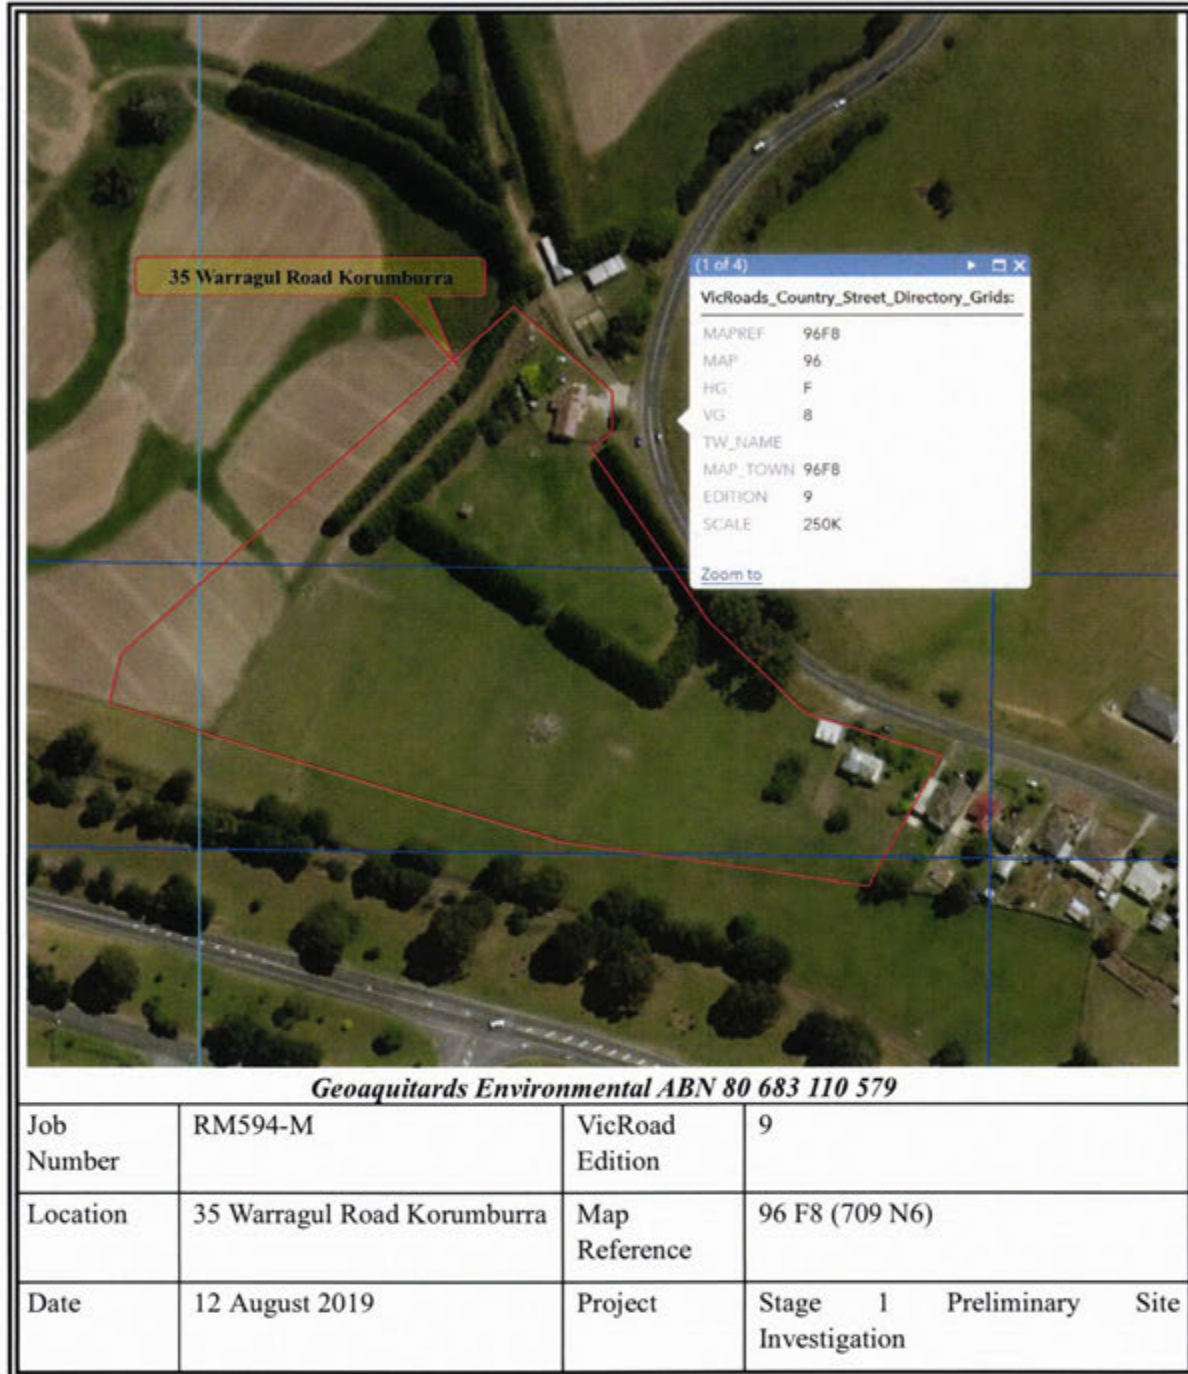 35 Warragul Road Korumburra
(1 of 4)
VicRoads_Country_Street_Directory_Grids:
MAPREF 96F8
MAP 96
HG F
VG 8
TW_NAME
MAP_TOWN 96F8
EDITION 9
SCALE 250K
Zoom to
Geoaquitards Environmental ABN 80 683 110 579
Job Number RM594-M VicRoad Edition 9
Location 35 Warragul Road Korumburra Map Reference 96 F8 (709 N6)
Date 12 August 2019 Project Stage 1 Preliminary Site Investigation